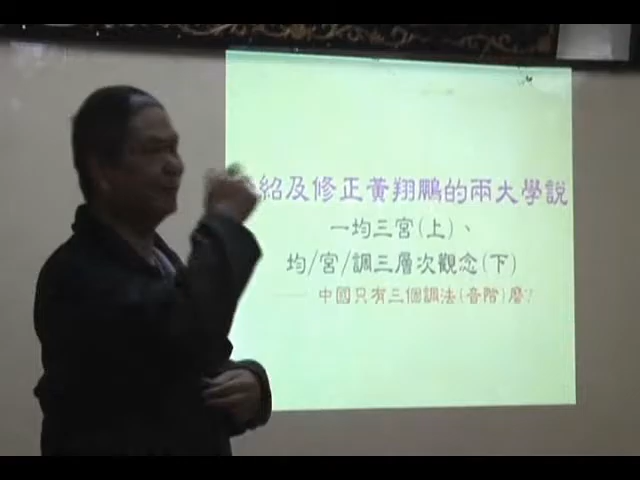 紹及修正黃翔鵬的兩大學說
一均三宮(上)、
均/宮/調三層次觀念(下)
中國只有三個調法(音階)麼?